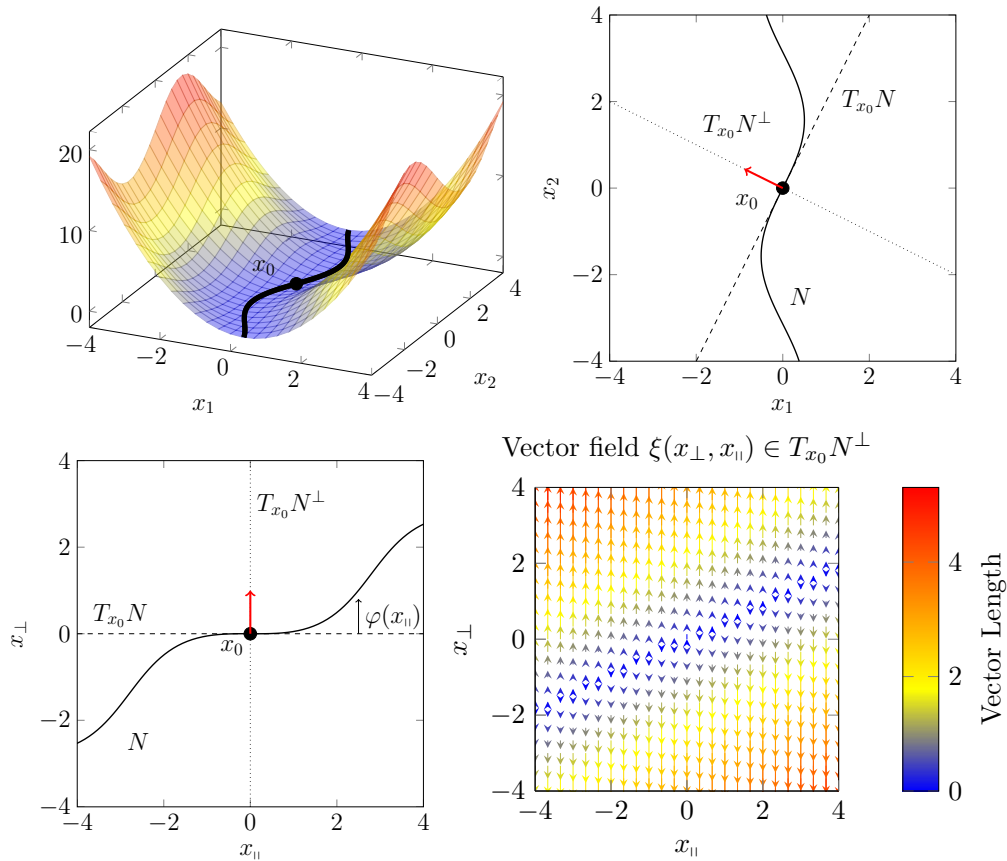 20
10
0
−4
−2
0
2
4
−4
−2
0
2
4
x₁
x₂
x₀
4
2
0
−2
−4
−4
−2
0
2
4
x₁
x₂
Tₓ₀N
Tₓ₀N⊥
x₀
N
4
2
0
−2
−4
−4
−2
0
2
4
x॥
x⊥
Tₓ₀N⊥
Tₓ₀N
x₀
φ(x॥)
N
Vector field ξ(x⊥, x॥) ∈ Tₓ₀N⊥
4
2
0
−2
−4
−4
−2
0
2
4
x॥
x⊥
4
2
0
Vector Length